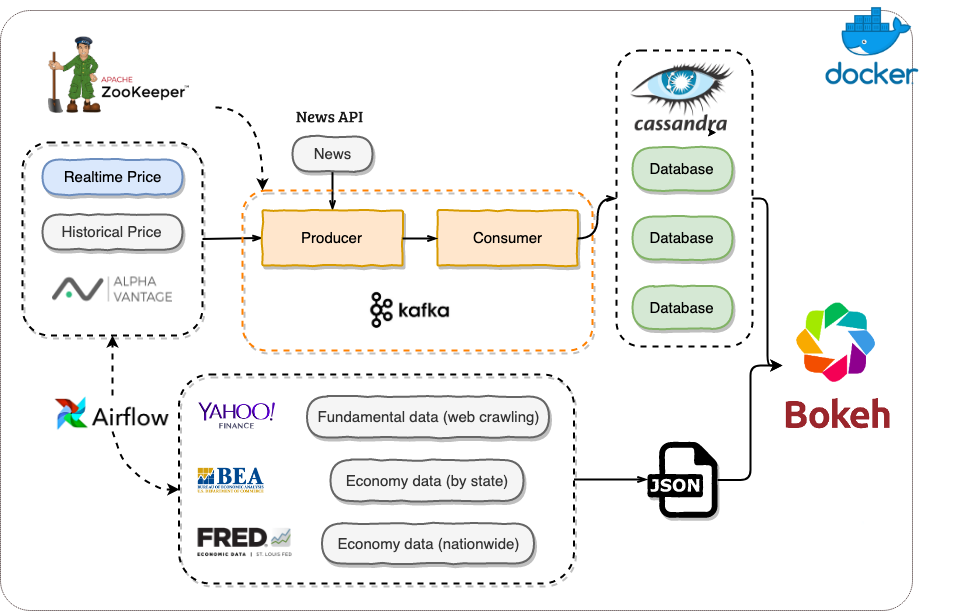 docker
APACHE
ZooKeeper™
News API
News
cassandra
Realtime Price
Historical Price
ALPHA
VANTAGE
Producer
Consumer
kafka
Database
Database
Database
Airflow
YAHOO!
FINANCE
Fundamental data (web crawling)
BEA
BUREAU OF ECONOMIC ANALYSIS
U.S. DEPARTMENT OF COMMERCE
Economy data (by state)
FRED
ECONOMIC DATA | ST. LOUIS FED
Economy data (nationwide)
JSON
Bokeh